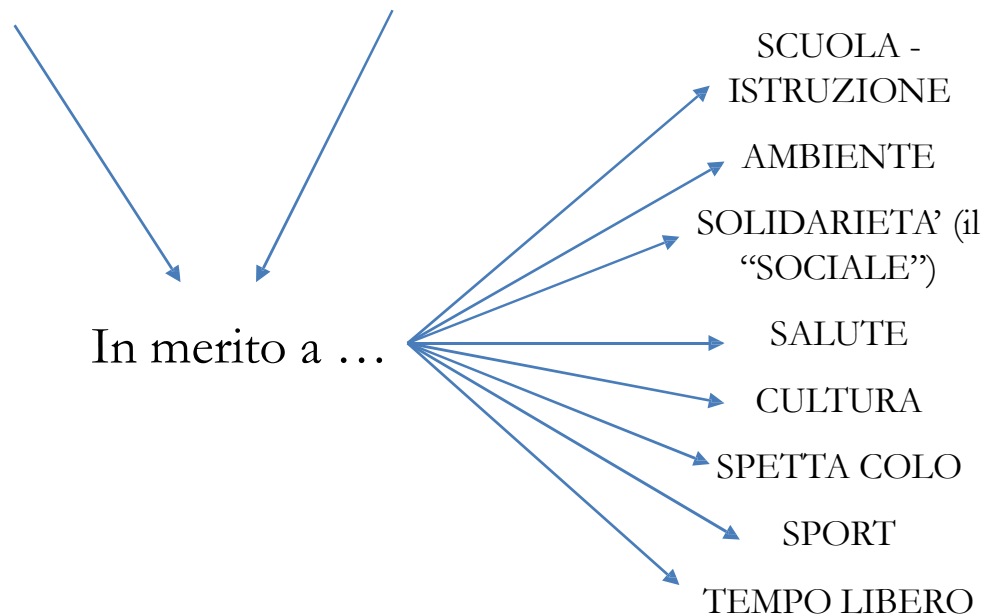 SCUOLA -
ISTRUZIONE
AMBIENTE
SOLIDARIETA’ (il
“SOCIALE”)
In merito a …
SALUTE
CULTURA
SPETTA COLO
SPORT
TEMPO LIBERO